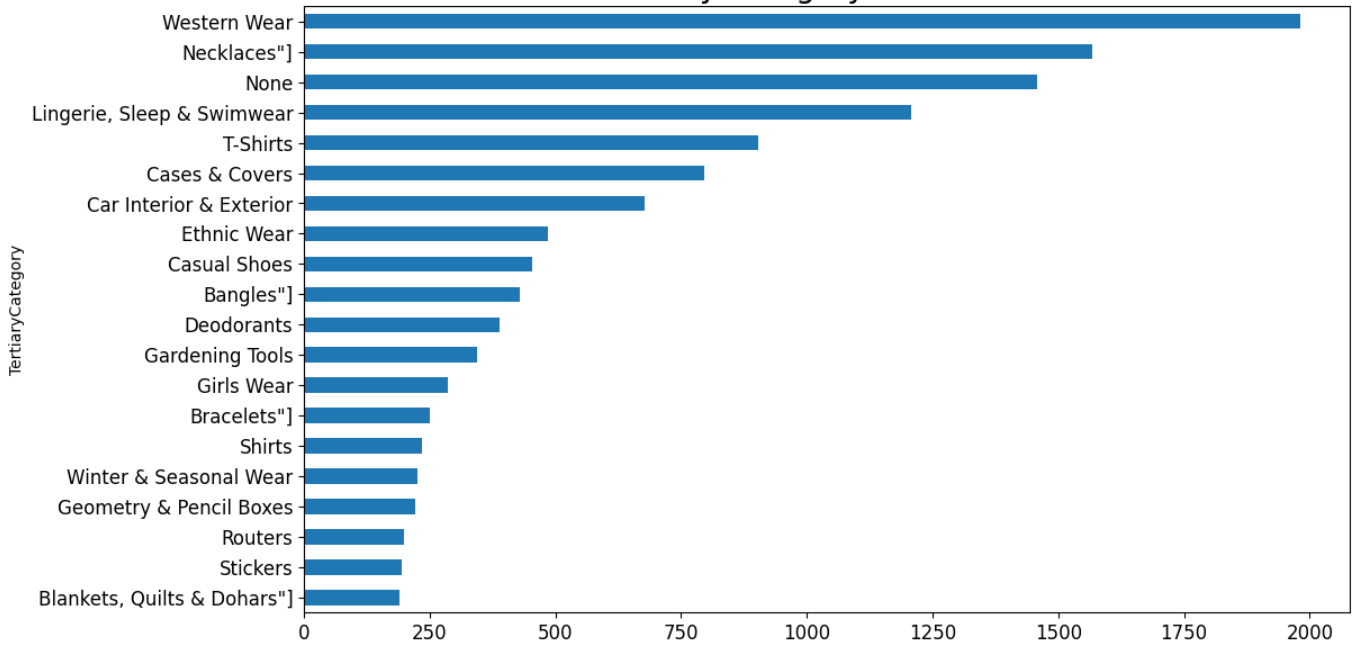 Western Wear
Necklaces"]
None
Lingerie, Sleep & Swimwear
T-Shirts
Cases & Covers
Car Interior & Exterior
Ethnic Wear
Casual Shoes
Bangles"]
Deodorants
Gardening Tools
Girls Wear
Bracelets"]
Shirts
Winter & Seasonal Wear
Geometry & Pencil Boxes
Routers
Stickers
Blankets, Quilts & Dohars"]
TertiaryCategory
0 250 500 750 1000 1250 1500 1750 2000